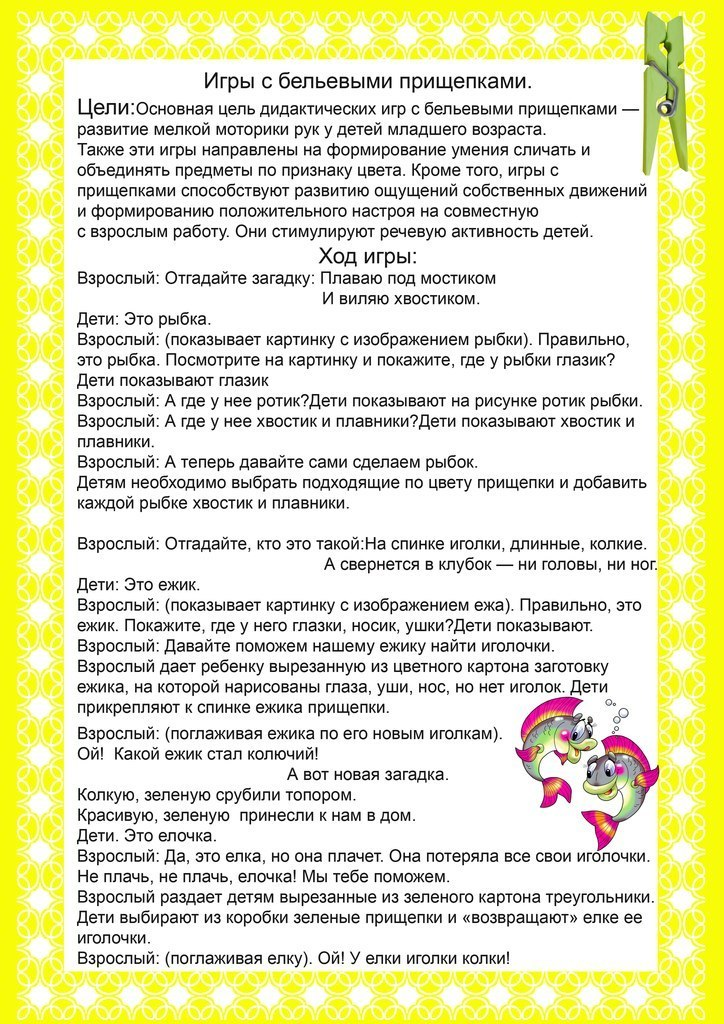 Игры с бельевыми прищепками.
Цели:Основная цель дидактических игр с бельевыми прищепками —
развитие мелкой моторики рук у детей младшего возраста.
Также эти игры направлены на формирование умения сличать и
объединять предметы по признаку цвета. Кроме того, игры с
прищепками способствуют развитию ощущений собственных движений
и формированию положительного настроя на совместную
с взрослым работу. Они стимулируют речевую активность детей.
Ход игры:
Взрослый: Отгадайте загадку: Плаваю под мостиком
И виляю хвостиком.
Дети: Это рыбка.
Взрослый: (показывает картинку с изображением рыбки). Правильно,
это рыбка. Посмотрите на картинку и покажите, где у рыбки глазик?
Дети показывают глазик
Взрослый: А где у нее ротик?Дети показывают на рисунке ротик рыбки.
Взрослый: А где у нее хвостик и плавники?Дети показывают хвостик и
плавники.
Взрослый: А теперь давайте сами сделаем рыбок.
Детям необходимо выбрать подходящие по цвету прищепки и добавить
каждой рыбке хвостик и плавники.
Взрослый: Отгадайте, кто это такой:На спинке иголки, длинные, колкие.
А свернется в клубок — ни головы, ни ног.
Дети: Это ежик.
Взрослый: (показывает картинку с изображением ежа). Правильно, это
ежик. Покажите, где у него глазки, носик, ушки?Дети показывают.
Взрослый: Давайте поможем нашему ежику найти иголочки.
Взрослый дает ребенку вырезанную из цветного картона заготовку
ежика, на которой нарисованы глаза, уши, нос, но нет иголок. Дети
прикрепляют к спинке ежика прищепки.
Взрослый: (поглаживая ежика по его новым иголкам).
Ой! Какой ежик стал колючий!
А вот новая загадка.
Колкую, зеленую срубили топором.
Красивую, зеленую принесли к нам в дом.
Дети. Это елочка.
Взрослый: Да, это елка, но она плачет. Она потеряла все свои иголочки.
Не плачь, не плачь, елочка! Мы тебе поможем.
Взрослый раздает детям вырезанные из зеленого картона треугольники.
Дети выбирают из коробки зеленые прищепки и «возвращают» елке ее
иголочки.
Взрослый: (поглаживая елку). Ой! У елки иголки колки!